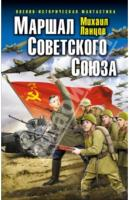 ВОЕННО-ИСТОРИЧЕСКАЯ ФАНТАСТИКА
Михаил Ланцов
Маршал
Советского
Союза